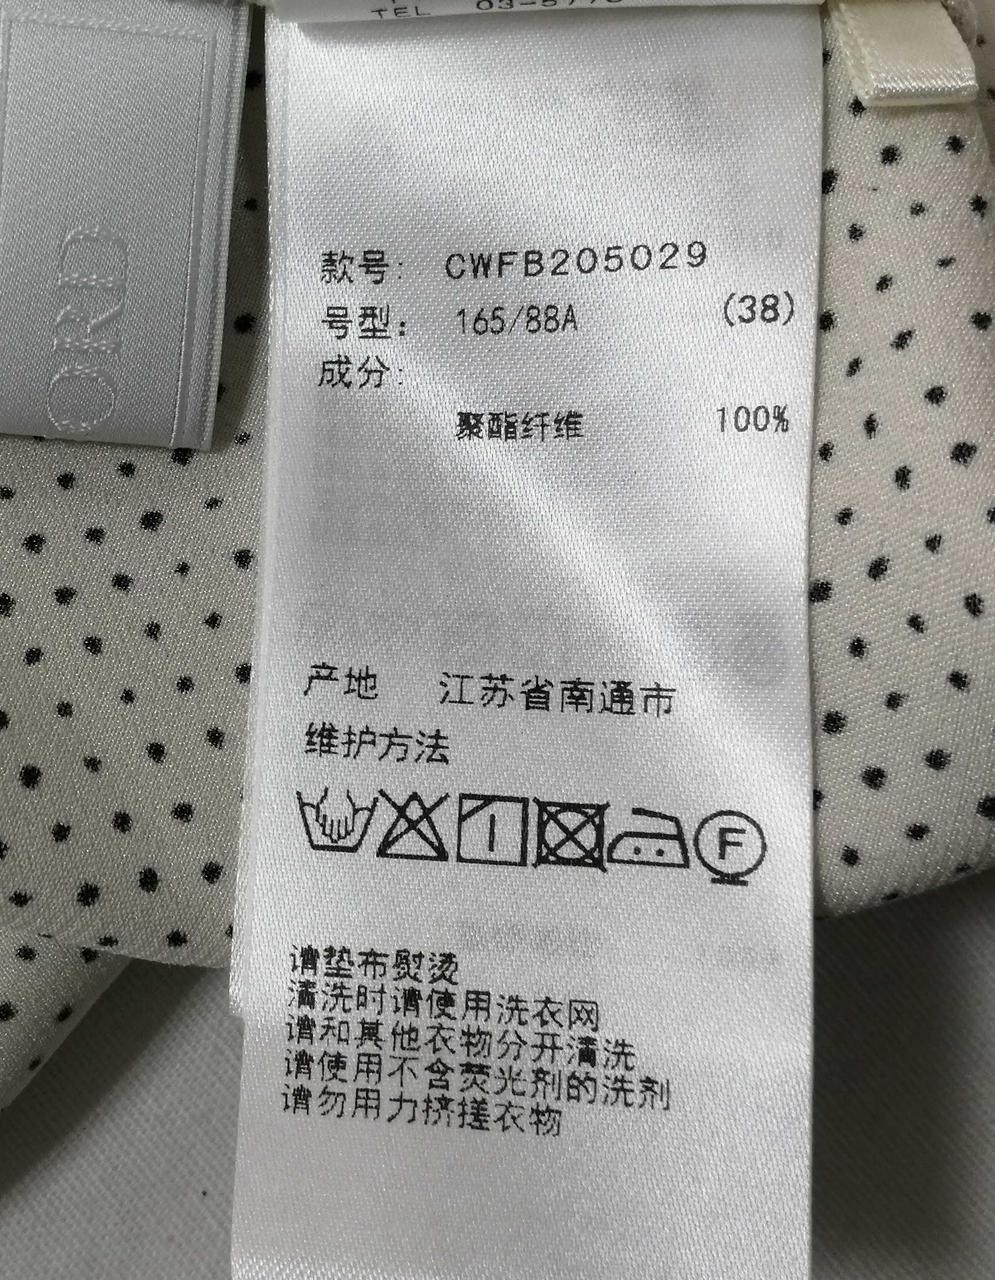 TEL 03-5778
款号: CWFB205029
号型: 165/88A (38)
成分:
聚酯纤维 100%
产地 江苏省南通市
维护方法
F
请垫布熨烫
清洗时请使用洗衣网
请和其他衣物分开清洗
请使用不含荧光剂的洗剂
请勿用力挤搓衣物